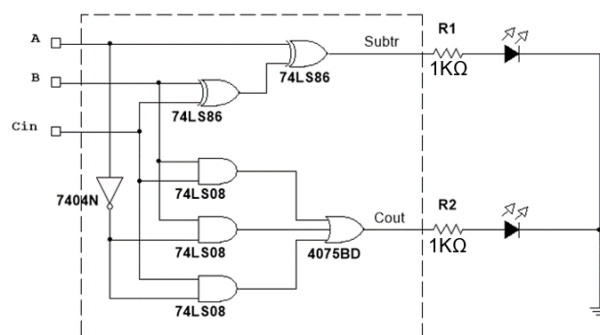 A
B
Cin
Subtr
R1
1KΩ
74LS86
74LS86
7404N
74LS08
74LS08
74LS08
4075BD
Cout
R2
1KΩ